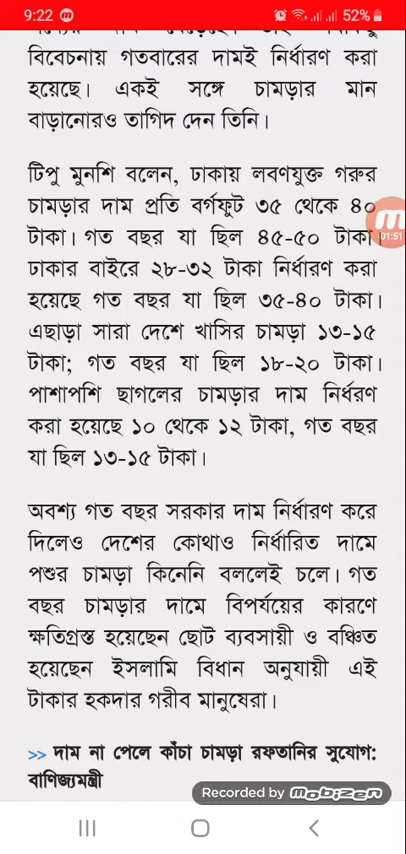 9:22
52%
বিবেচনায় গতবারের দামই নির্ধারণ করা
হয়েছে। একই সঙ্গে চামড়ার মান
বাড়ানোরও তাগিদ দেন তিনি।
টিপু মুনশি বলেন, ঢাকায় লবণযুক্ত গরুর
চামড়ার দাম প্রতি বর্গফুট ৩৫ থেকে ৪০
টাকা। গত বছর যা ছিল ৪৫-৫০ টাকা,
01:51
ঢাকার বাইরে ২৮-৩২ টাকা নির্ধারণ করা
হয়েছে গত বছর যা ছিল ৩৫-৪০ টাকা।
এছাড়া সারা দেশে খাসির চামড়া ১৩-১৫
টাকা; গত বছর যা ছিল ১৮-২০ টাকা।
পাশাপশি ছাগলের চামড়ার দাম নির্ধরণ
করা হয়েছে ১০ থেকে ১২ টাকা, গত বছর
যা ছিল ১৩-১৫ টাকা।
অবশ্য গত বছর সরকার দাম নির্ধারণ করে
দিলেও দেশের কোথাও নির্ধারিত দামে
পশুর চামড়া কিনেনি বললেই চলে। গত
বছর চামড়ার দামে বিপর্যয়ের কারণে
ক্ষতিগ্রস্ত হয়েছেন ছোট ব্যবসায়ী ও বঞ্চিত
হয়েছেন ইসলামি বিধান অনুযায়ী এই
টাকার হকদার গরীব মানুষেরা।
>> দাম না পেলে কাঁচা চামড়া রফতানির সুযোগ:
বাণিজ্যমন্ত্রী
Recorded by mobizen